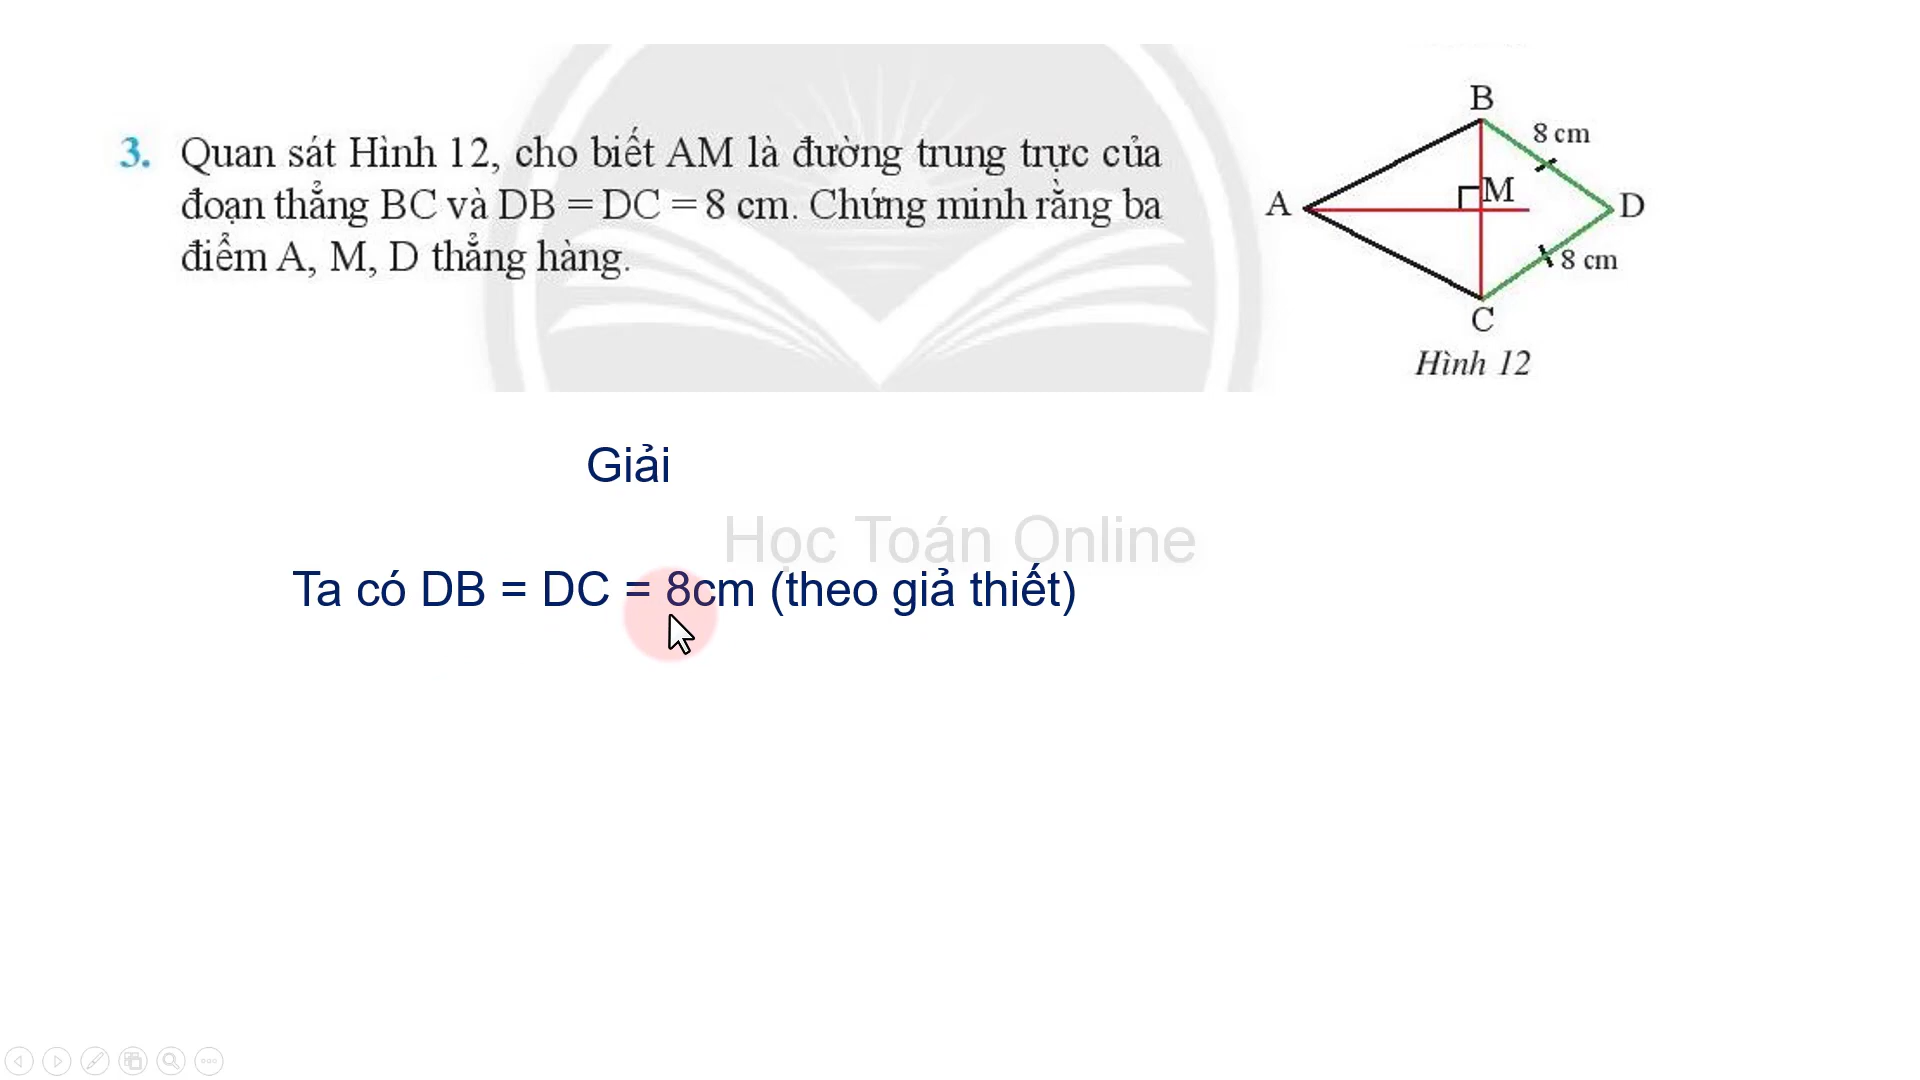 3. Quan sát Hình 12, cho biết AM là đường trung trực của
đoạn thẳng BC và DB = DC = 8 cm. Chứng minh rằng ba
điểm A, M, D thẳng hàng.
B
8 cm
M
A
D
8 cm
C
Hình 12
Giải
Học Toán Online
Ta có DB = DC = 8cm (theo giả thiết)